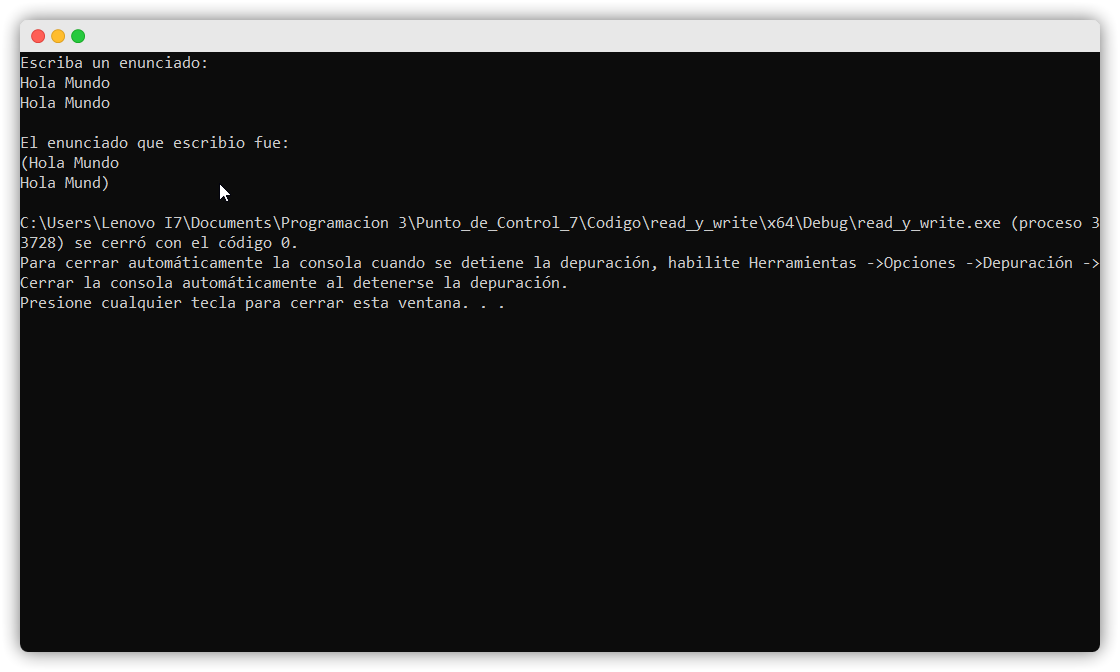 Escriba un enunciado:
Hola Mundo
Hola Mundo
El enunciado que escribio fue:
(Hola Mundo
Hola Mund)
C:\Users\Lenovo I7\Documents\Programacion 3\Punto_de_Control_7\Codigo\read_y_write\x64\Debug\read_y_write.exe (proceso 3
3728) se cerró con el código 0.
Para cerrar automáticamente la consola cuando se detiene la depuración, habilite Herramientas ->Opciones ->Depuración ->
Cerrar la consola automáticamente al detenerse la depuración.
Presione cualquier tecla para cerrar esta ventana. . .